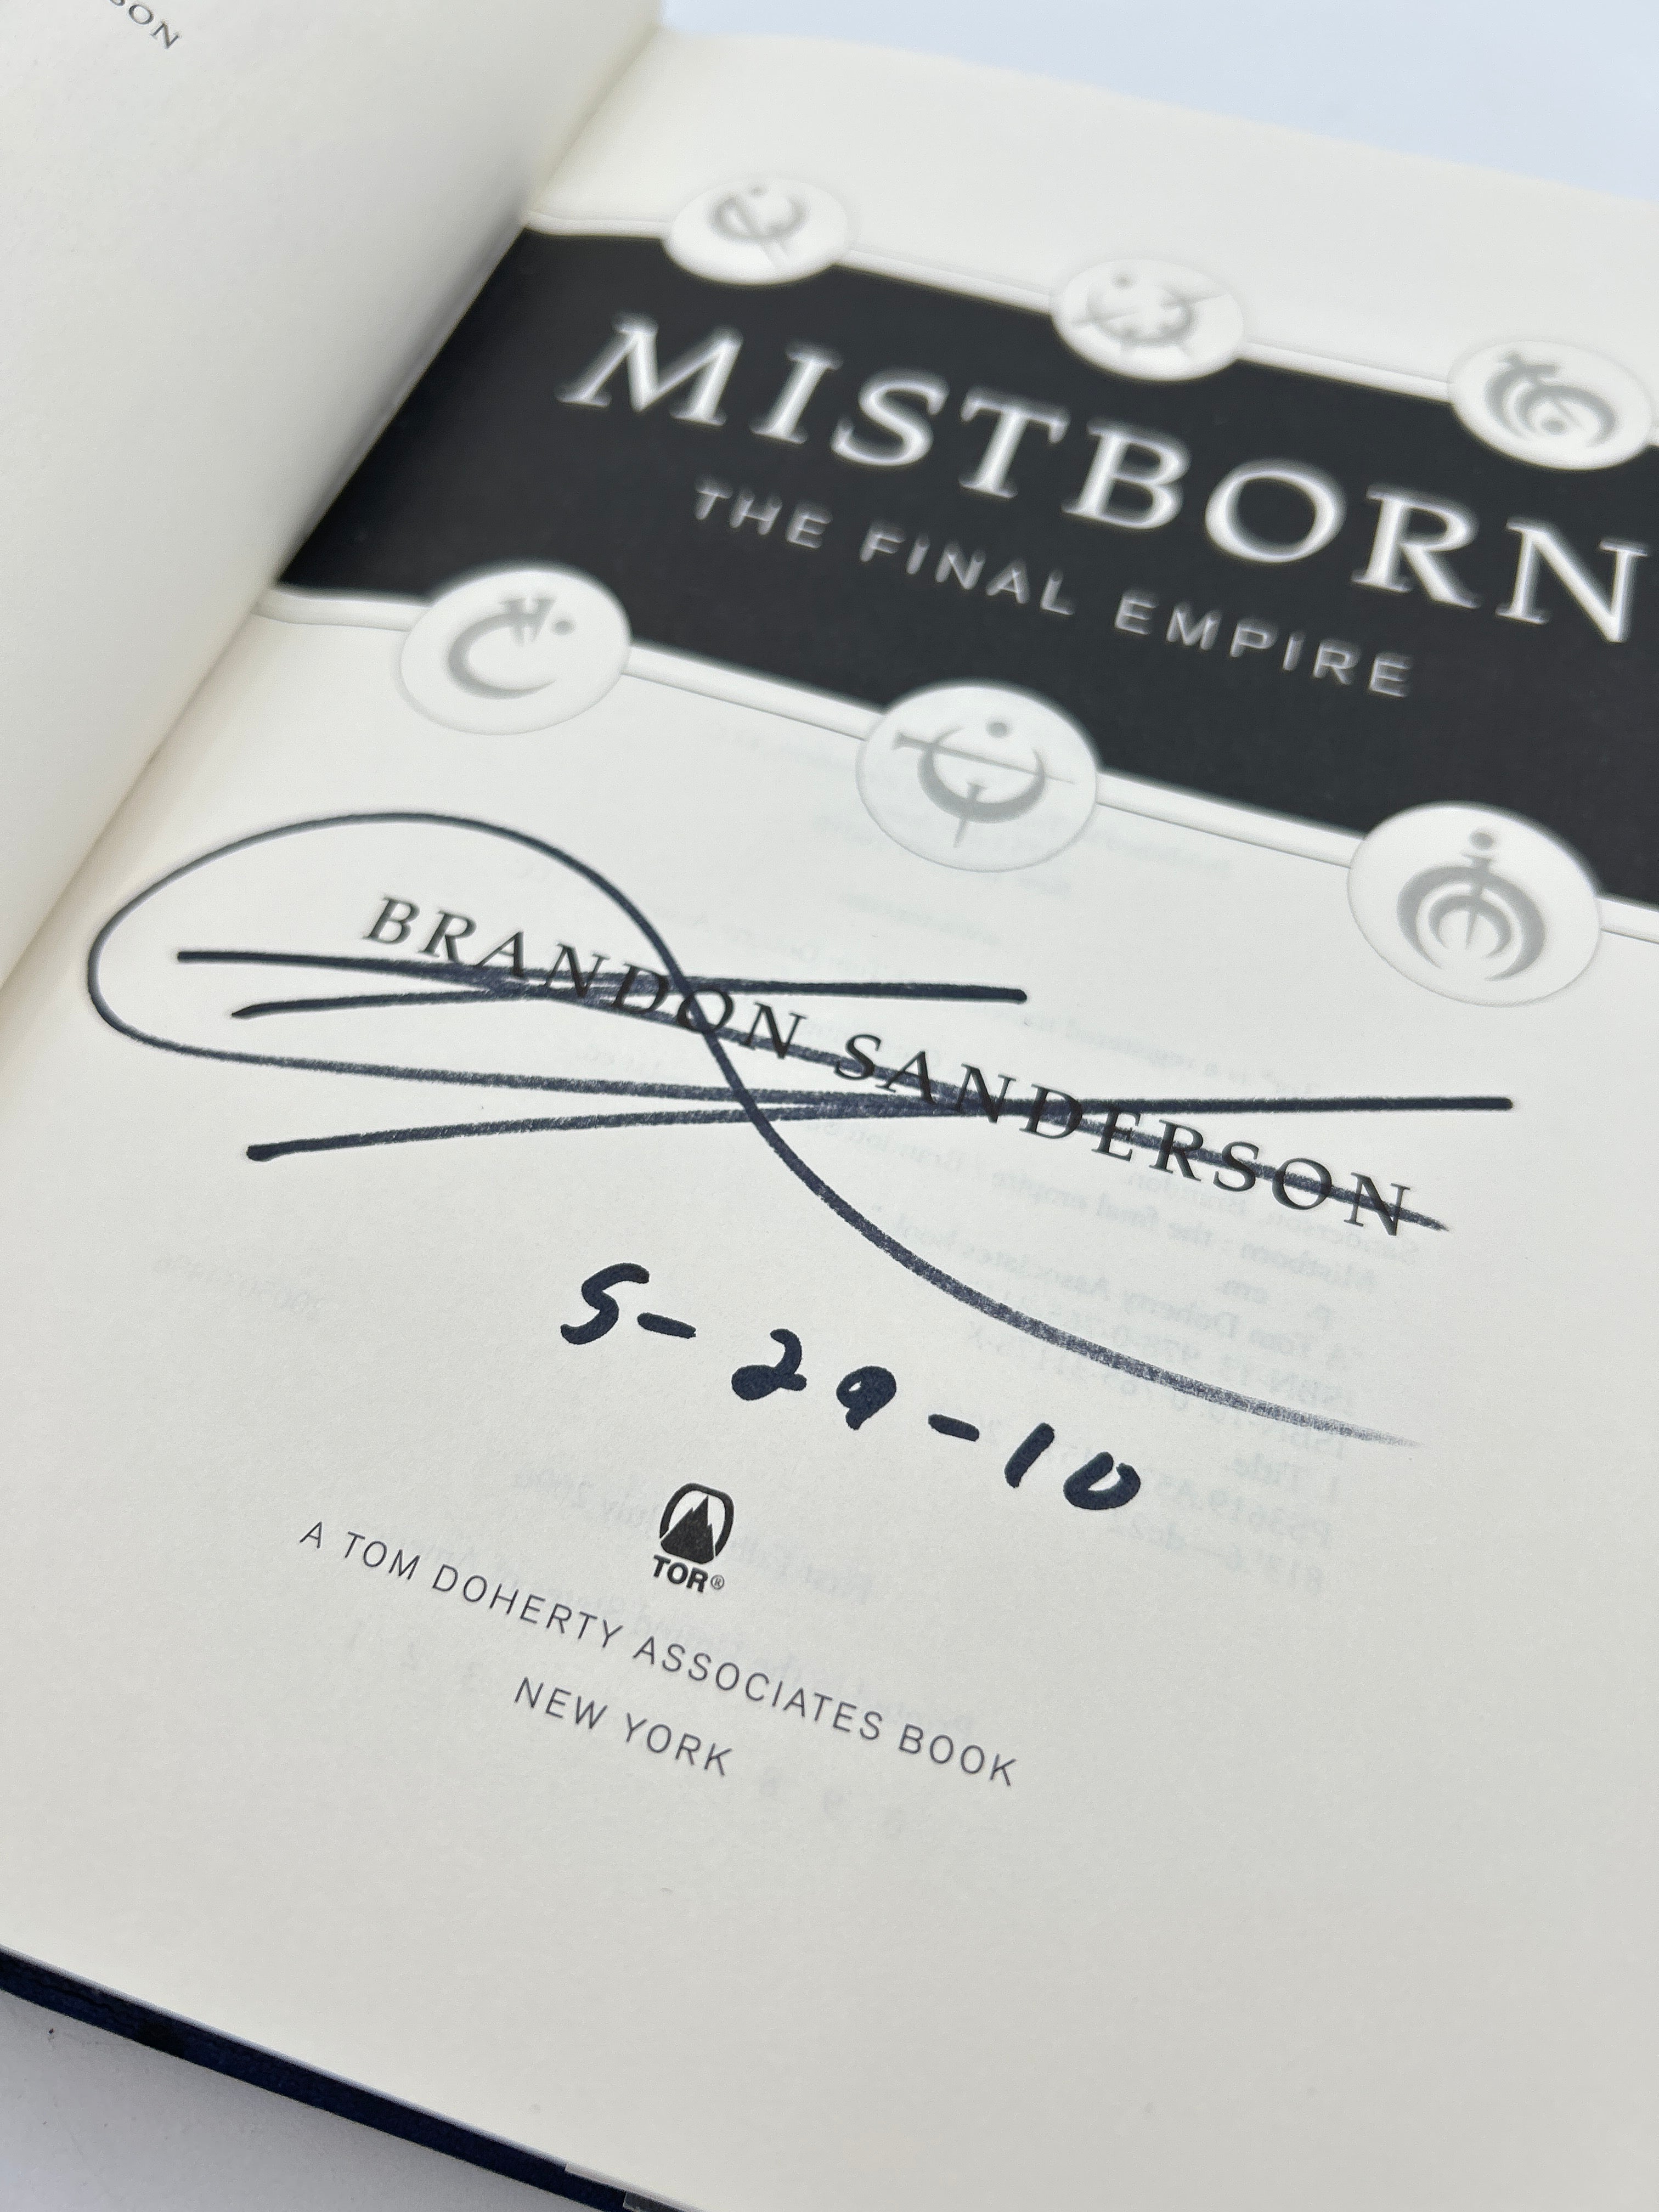 MISTBORN
THE FINAL EMPIRE
BRANDON SANDERSON
5-29-10
TOR®
A TOM DOHERTY ASSOCIATES BOOK
NEW YORK